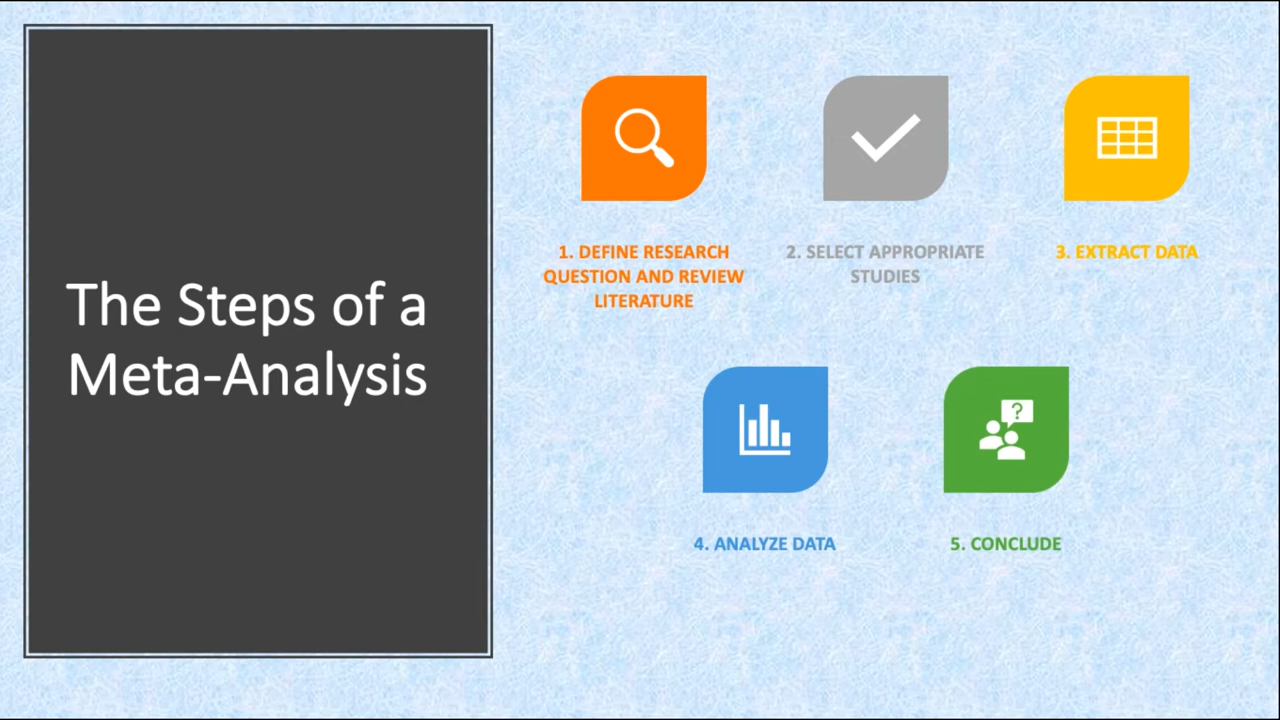 The Steps of a
Meta-Analysis
1. DEFINE RESEARCH
QUESTION AND REVIEW
LITERATURE
2. SELECT APPROPRIATE
STUDIES
3. EXTRACT DATA
?
4. ANALYZE DATA
5. CONCLUDE